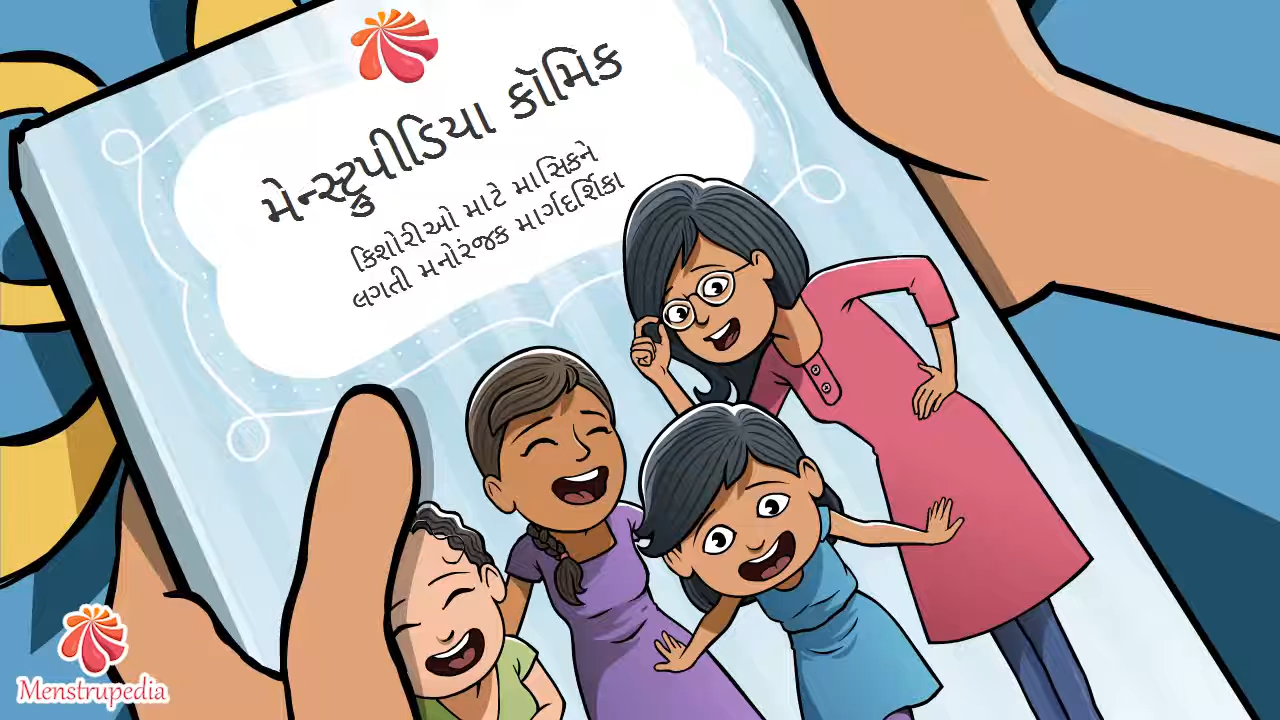 મેન્સ્ટ્રુપીડિયા કૉમિક
કિશોરીઓ માટે માસિકને
લગતી મનોરંજક માર્ગદર્શિકા
Menstrupedia